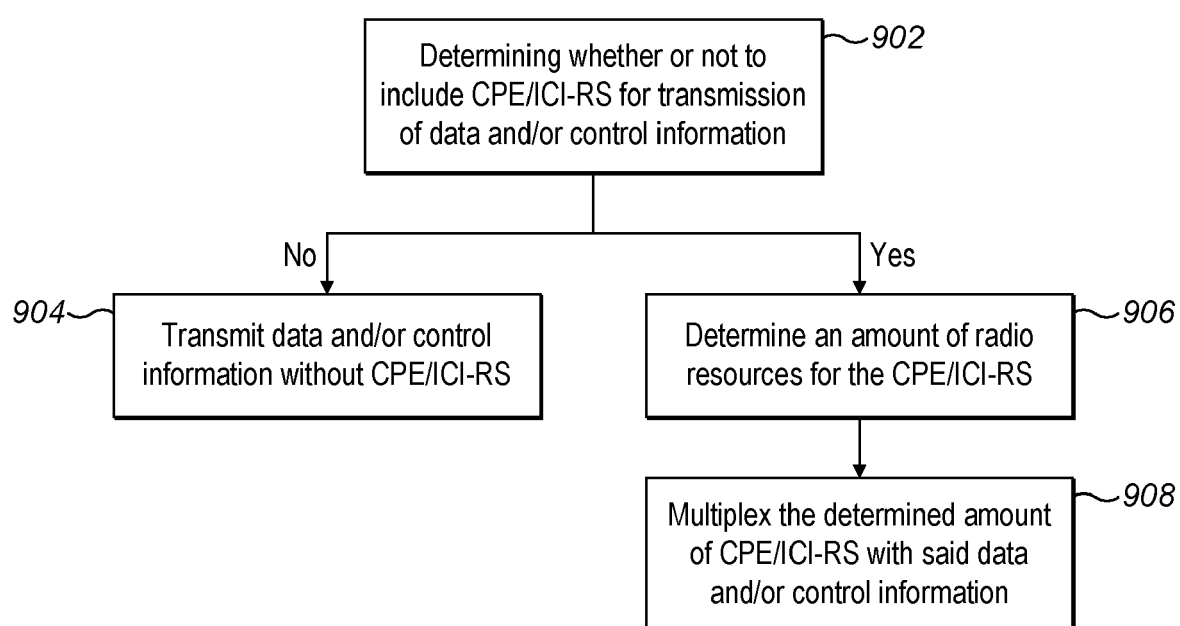 Determining whether or not to
include CPE/ICI-RS for transmission
of data and/or control information
902
No
Yes
904
Transmit data and/or control
information without CPE/ICI-RS
Determine an amount of radio
resources for the CPE/ICI-RS
906
Multiplex the determined amount
of CPE/ICI-RS with said data
and/or control information
908